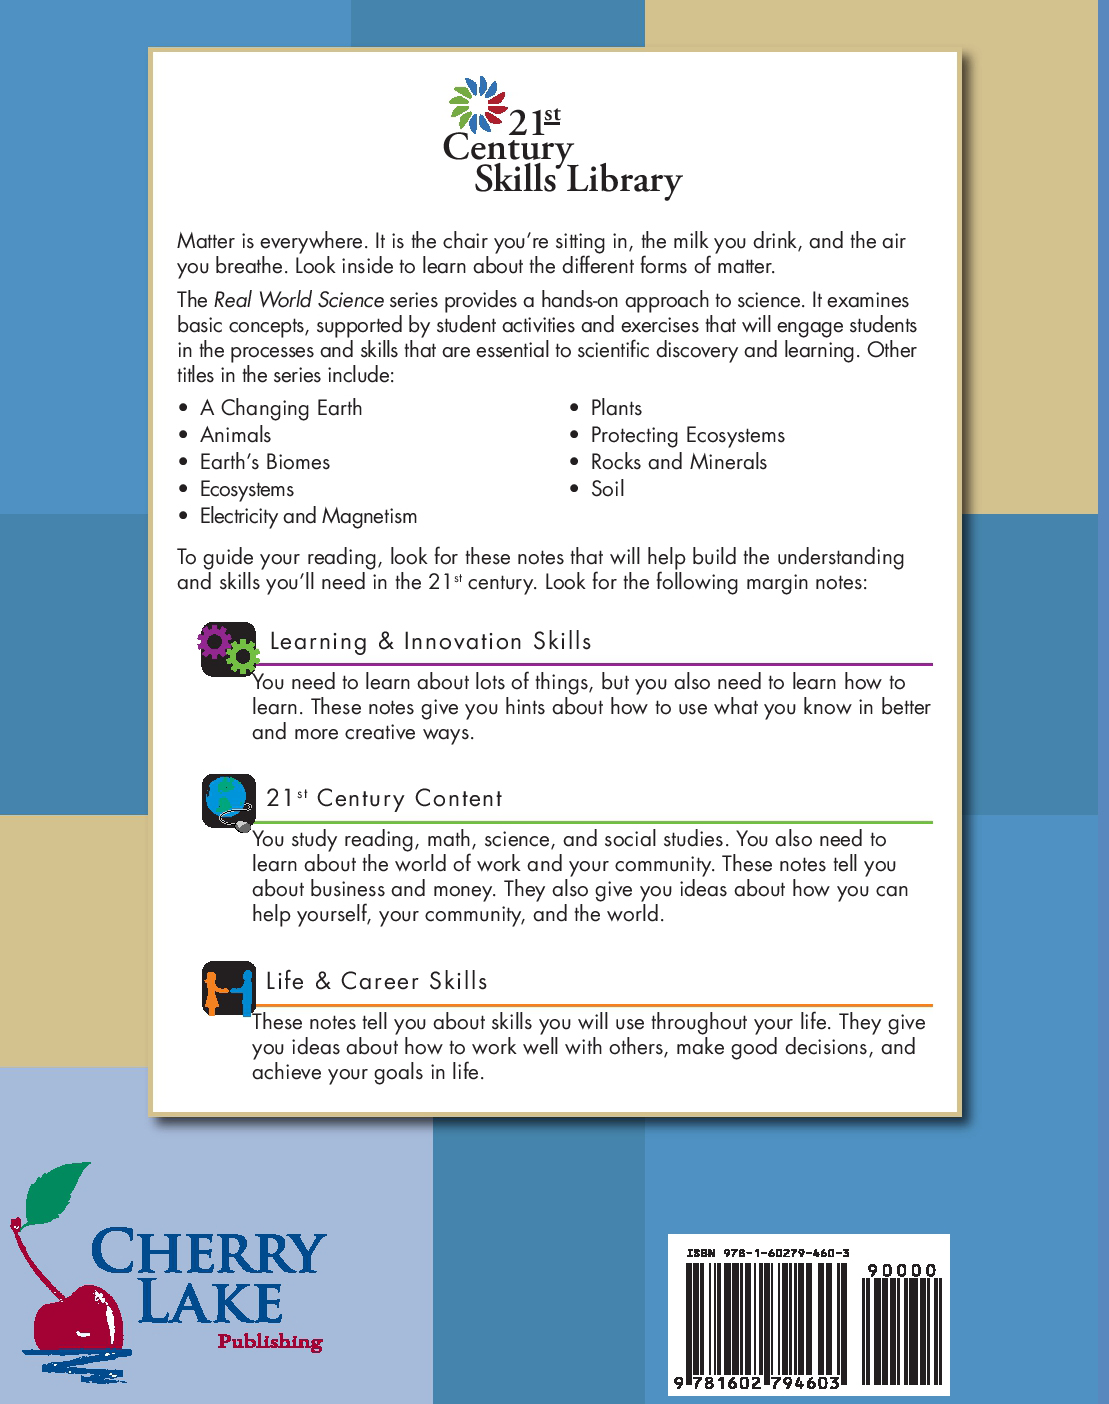 21st
Century
Skills Library
Matter is everywhere. It is the chair you’re sitting in, the milk you drink, and the air
you breathe. Look inside to learn about the different forms of matter.
The Real World Science series provides a hands-on approach to science. It examines
basic concepts, supported by student activities and exercises that will engage students
in the processes and skills that are essential to scientific discovery and learning. Other
titles in the series include:
• A Changing Earth
• Animals
• Earth’s Biomes
• Ecosystems
• Electricity and Magnetism
• Plants
• Protecting Ecosystems
• Rocks and Minerals
• Soil
To guide your reading, look for these notes that will help build the understanding
and skills you’ll need in the 21st century. Look for the following margin notes:
Learning & Innovation Skills
You need to learn about lots of things, but you also need to learn how to
learn. These notes give you hints about how to use what you know in better
and more creative ways.
21st Century Content
You study reading, math, science, and social studies. You also need to
learn about the world of work and your community. These notes tell you
about business and money. They also give you ideas about how you can
help yourself, your community, and the world.
Life & Career Skills
These notes tell you about skills you will use throughout your life. They give
you ideas about how to work well with others, make good decisions, and
achieve your goals in life.
CHERRY
LAKE
Publishing
ISBN 978-1-60279-460-3
90000
9 781602 794603